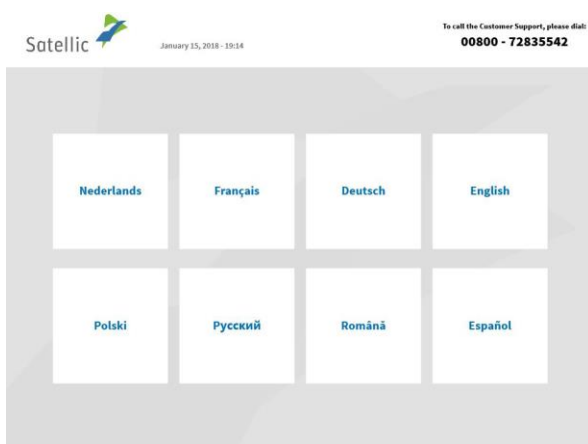 Satellic
January 15, 2018 - 19:14
To call the Customer Support, please dial:
00800 - 72835542
Nederlands
Français
Deutsch
English
Polski
Русский
Română
Español